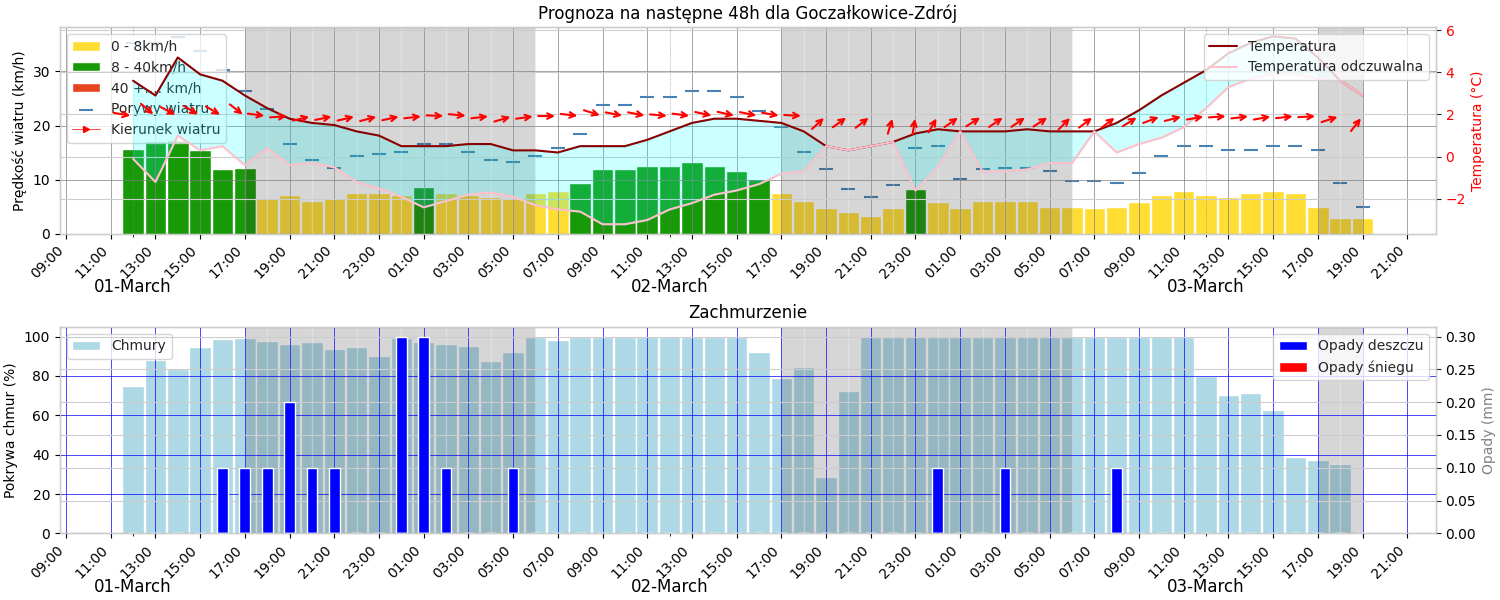 Prognoza na następne 48h dla Goczałkowice-Zdrój
Prędkość wiatru (km/h)
30
20
10
0
0 - 8km/h
8 - 40km/h
40 +... km/h
Porywy wiatru
Kierunek wiatru
Temperatura
Temperatura odczuwalna
6
4
2
0
−2
Temperatura (°C)
09:00 11:00 13:00 15:00 17:00 19:00 21:00 23:00 01:00 03:00 05:00 07:00 09:00 11:00 13:00 15:00 17:00 19:00 21:00 23:00 01:00 03:00 05:00 07:00 09:00 11:00 13:00 15:00 17:00 19:00 21:00
01-March 02-March 03-March
Zachmurzenie
Pokrywa chmur (%)
100
80
60
40
20
0
Chmury
Opady deszczu
Opady śniegu
0.30
0.25
0.20
0.15
0.10
0.05
0.00
Opady (mm)
09:00 11:00 13:00 15:00 17:00 19:00 21:00 23:00 01:00 03:00 05:00 07:00 09:00 11:00 13:00 15:00 17:00 19:00 21:00 23:00 01:00 03:00 05:00 07:00 09:00 11:00 13:00 15:00 17:00 19:00 21:00
01-March 02-March 03-March